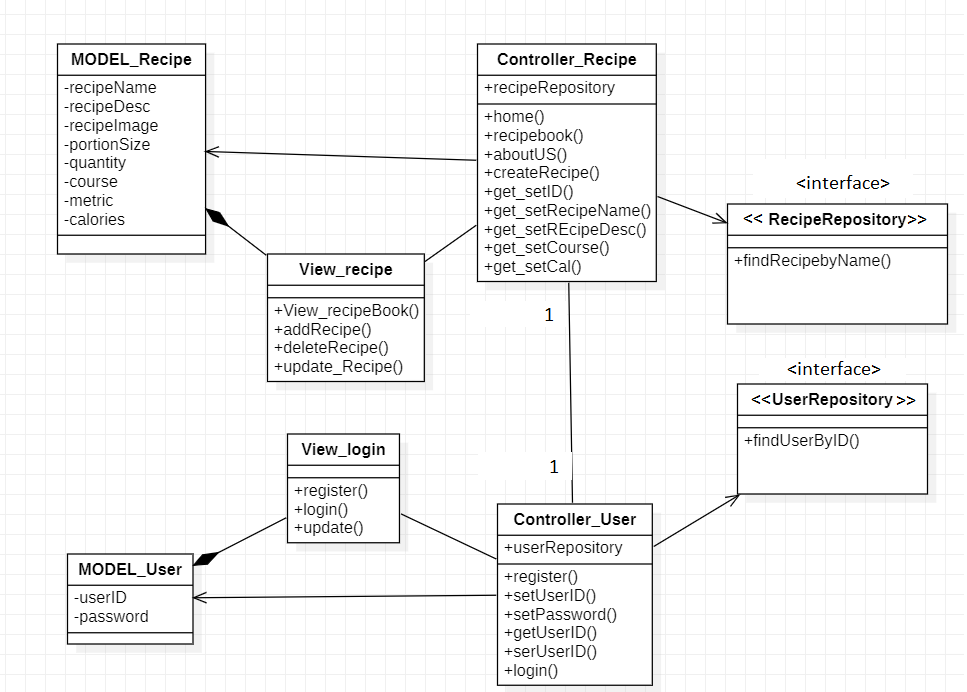 MODEL_Recipe
-recipeName
-recipeDesc
-recipeImage
-portionSize
-quantity
-course
-metric
-calories
Controller_Recipe
+recipeRepository
+home()
+recipebook()
+aboutUS()
+createRecipe()
+get_setID()
+get_setRecipeName()
+get_setREcipeDesc()
+get_setCourse()
+get_setCal()
<interface>
<< RecipeRepository>>
+findRecipebyName()
View_recipe
+View_recipeBook()
+addRecipe()
+deleteRecipe()
+update_Recipe()
1
<interface>
<<UserRepository >>
+findUserByID()
View_login
+register()
+login()
+update()
1
Controller_User
+userRepository
+register()
+setUserID()
+setPassword()
+getUserID()
+serUserID()
+login()
MODEL_User
-userID
-password